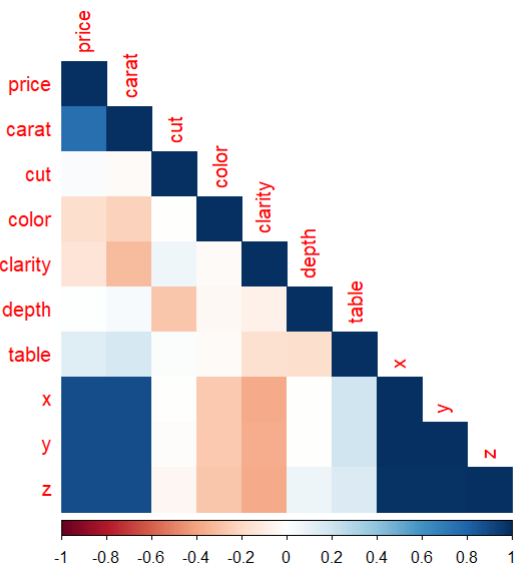 price
carat
cut
color
clarity
depth
table
x
y
z
price
carat
cut
color
clarity
depth
table
x
y
z
-1 -0.8 -0.6 -0.4 -0.2 0 0.2 0.4 0.6 0.8 1